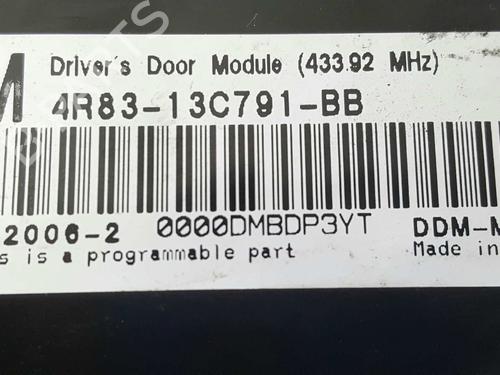 M Driver's Door Module (433.92 MHz)
4R83-13C791-BB
2006-2 0000DMBDP3YT DDM-M
s is a programmable part Made in